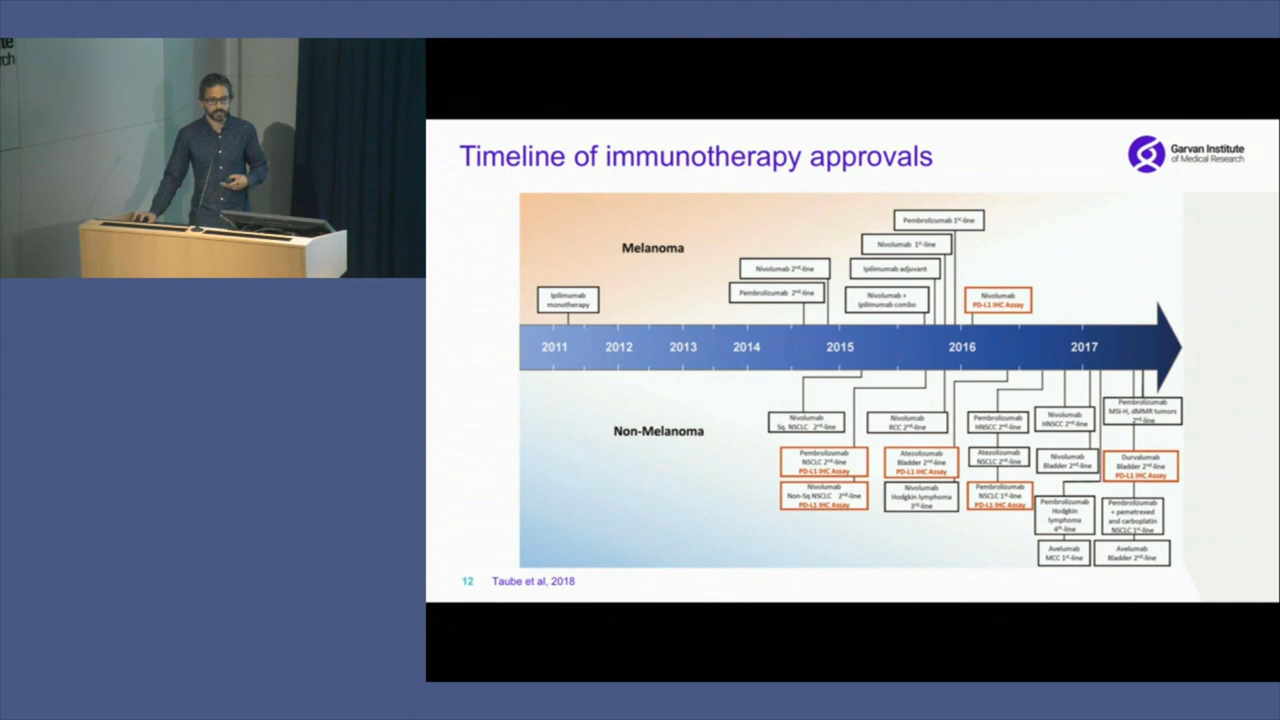 te
rch
Timeline of immunotherapy approvals
Garvan Institute
of Medical Research
Melanoma
Pembrolizumab 1st-line
Nivolumab 1st-line
Nivolumab 2nd-line
Ipilimumab adjuvant
Pembrolizumab 2nd-line
Ipilimumab
monotherapy
Nivolumab +
Ipilimumab combo
Nivolumab
PD-L1 IHC Assay
2011
2012
2013
2014
2015
2016
2017
Non-Melanoma
Nivolumab
Sq. NSCLC 2nd-line
Nivolumab
RCC 2nd-line
Pembrolizumab
HNSCC 2nd-line
Nivolumab
HNSCC 2nd-line
Pembrolizumab
MSI-H, dMMR tumors
2nd-line
Pembrolizumab
NSCLC 2nd-line
PD-L1 IHC Assay
Atezolizumab
Bladder 2nd-line
PD-L1 IHC Assay
Atezolizumab
NSCLC 2nd-line
Nivolumab
Bladder 2nd-line
Durvalumab
Bladder 2nd-line
PD-L1 IHC Assay
Nivolumab
Non-Sq NSCLC 2nd-line
PD-L1 IHC Assay
Nivolumab
Hodgkin lymphoma
3rd-line
Pembrolizumab
NSCLC 1st-line
PD-L1 IHC Assay
Pembrolizumab
Hodgkin
lymphoma
4th-line
Pembrolizumab
+ pemetrexed
and carboplatin
NSCLC 1st-line
Avelumab
MCC 1st-line
Avelumab
Bladder 2nd-line
12 Taube et al, 2018